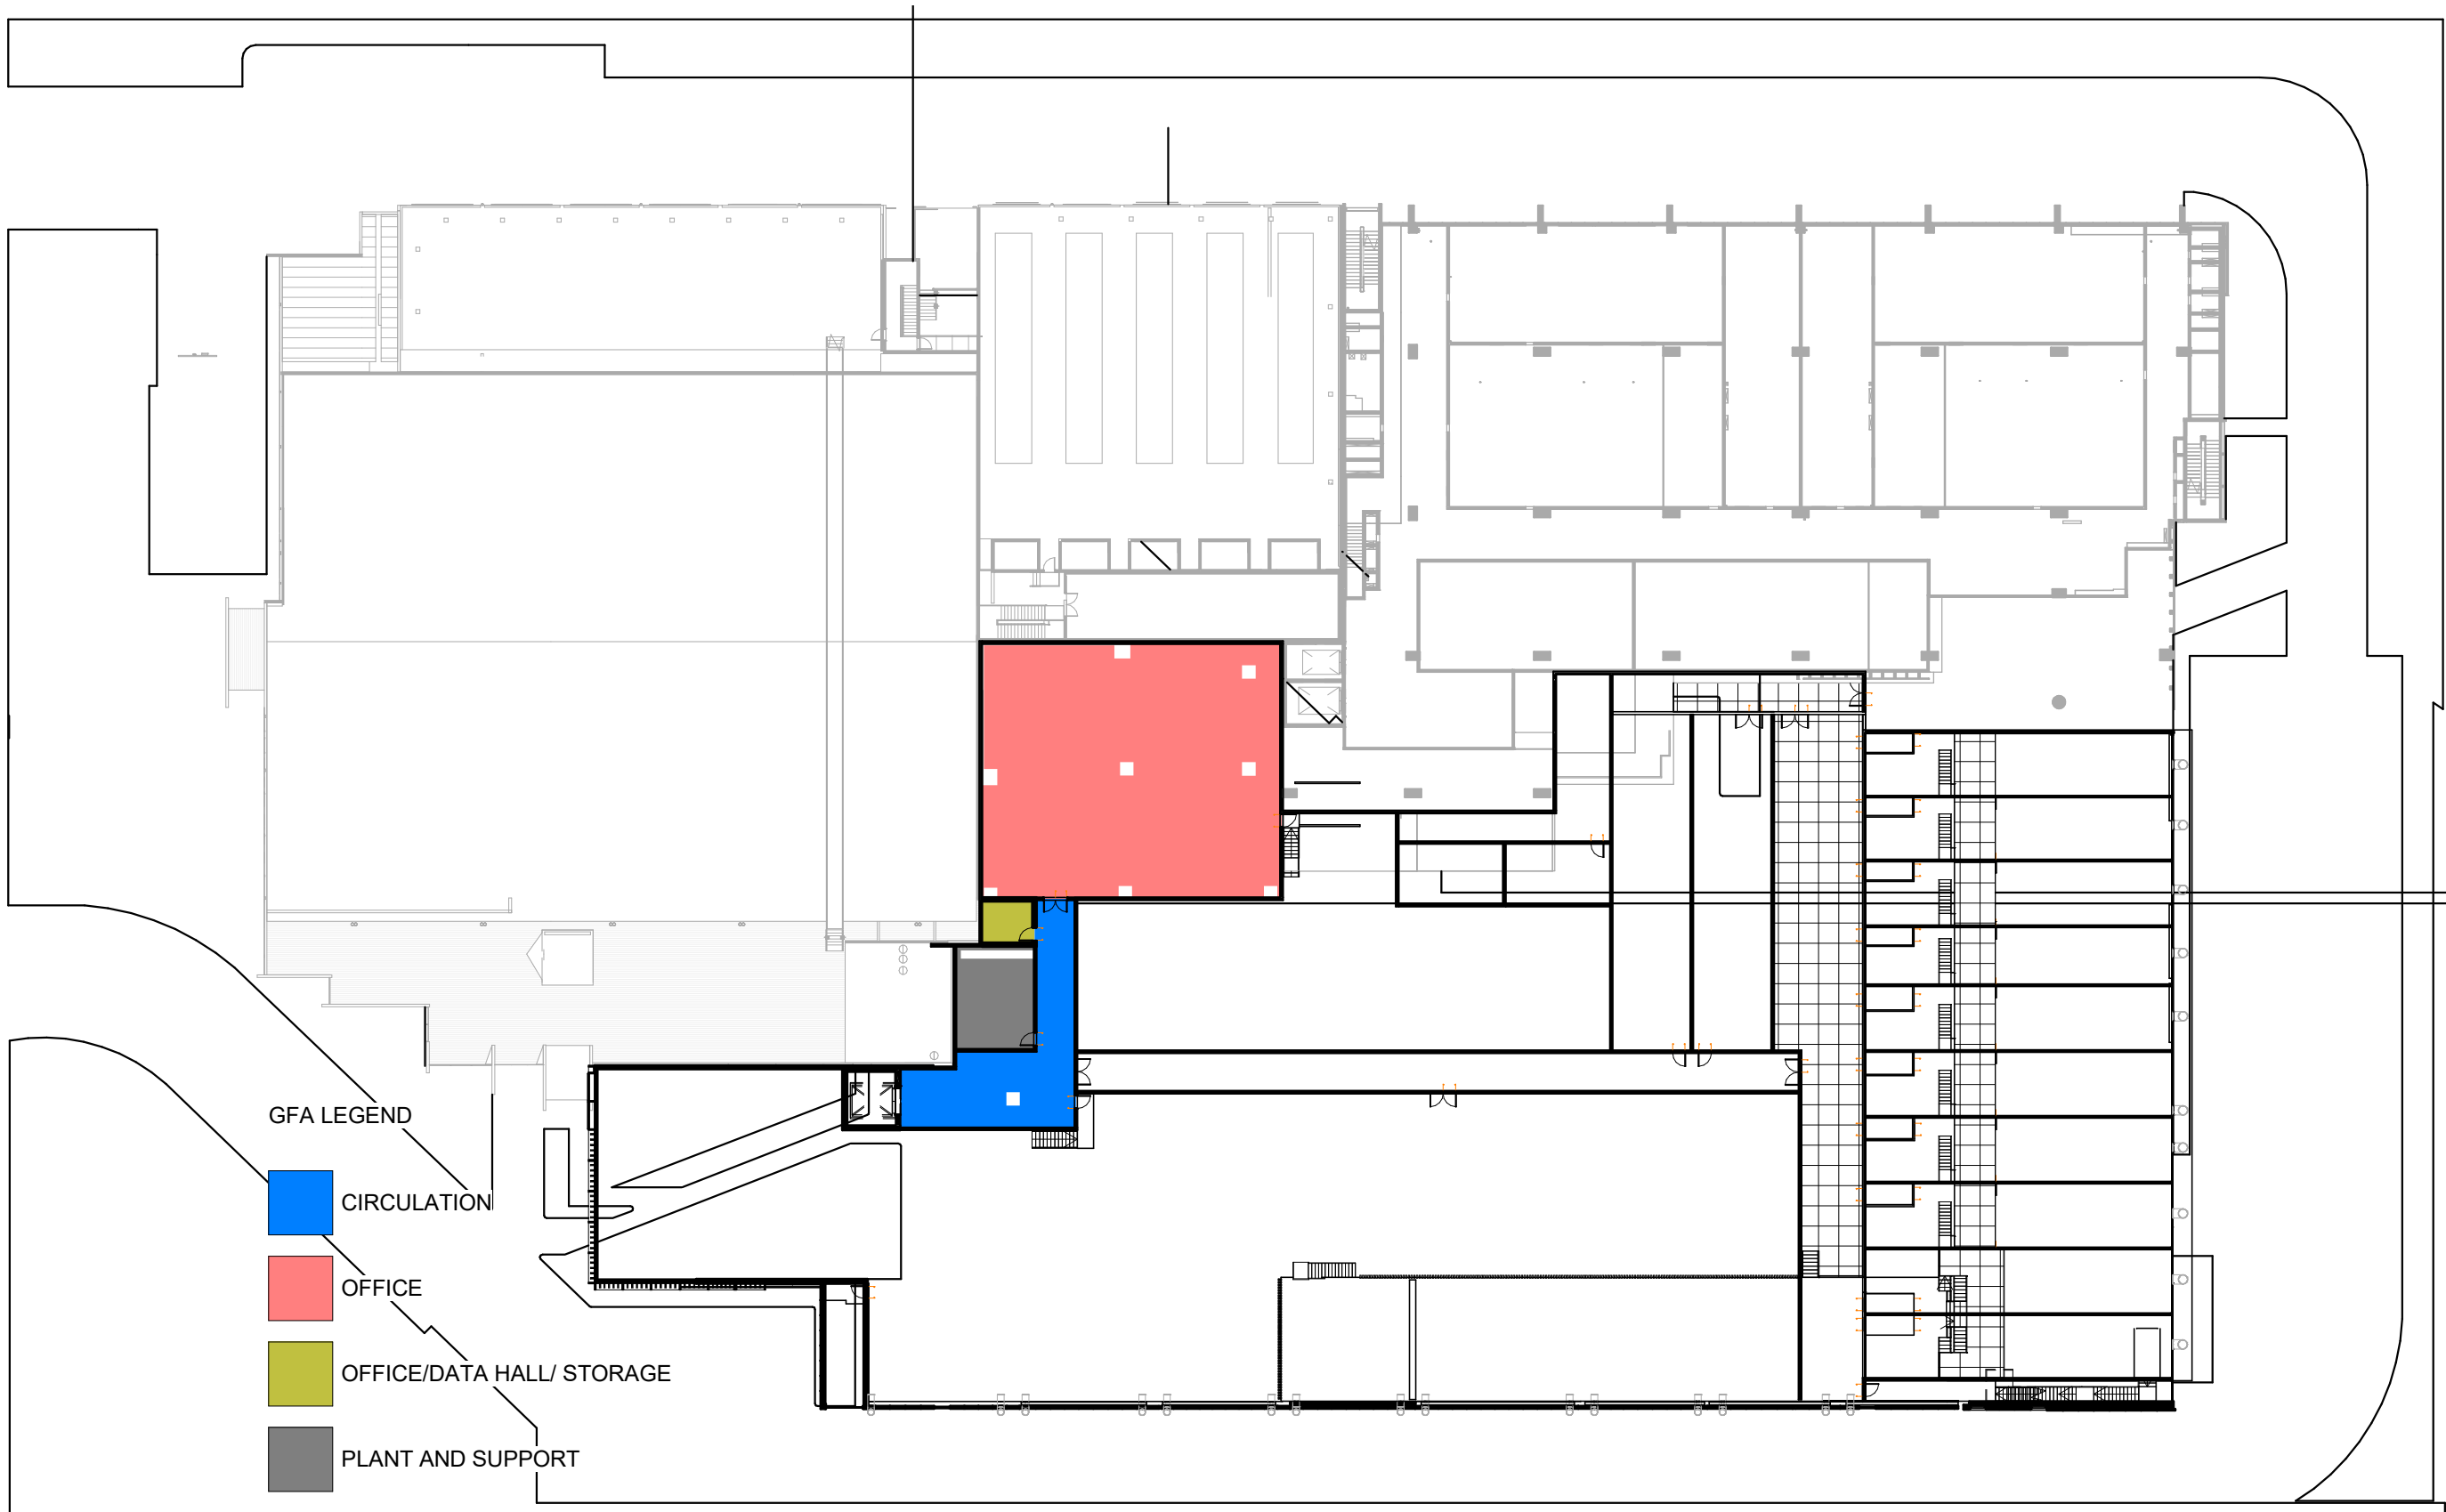 GFA LEGEND
CIRCULATION
OFFICE
OFFICE/DATA HALL/ STORAGE
PLANT AND SUPPORT